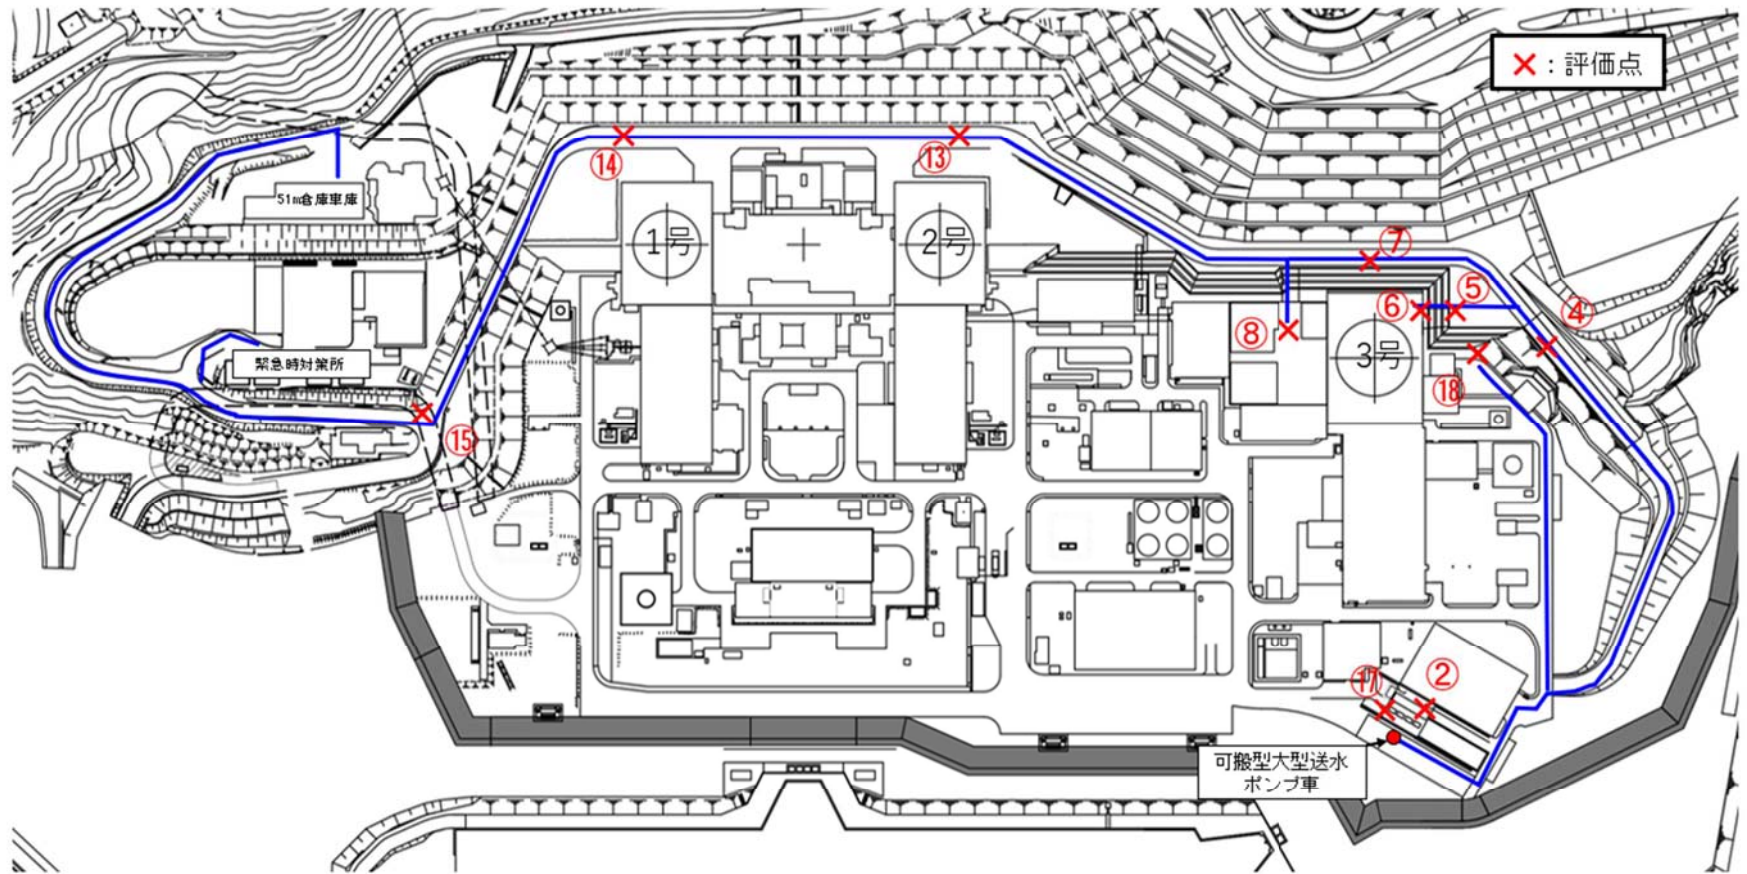 ×：評価点
⑭
⑬
51m倉庫車庫
1号
2号
⑦
⑤
⑥
④
⑧
3号
緊急時対策所
⑱
⑮
⑰
②
可搬型大型送水
ポンプ車